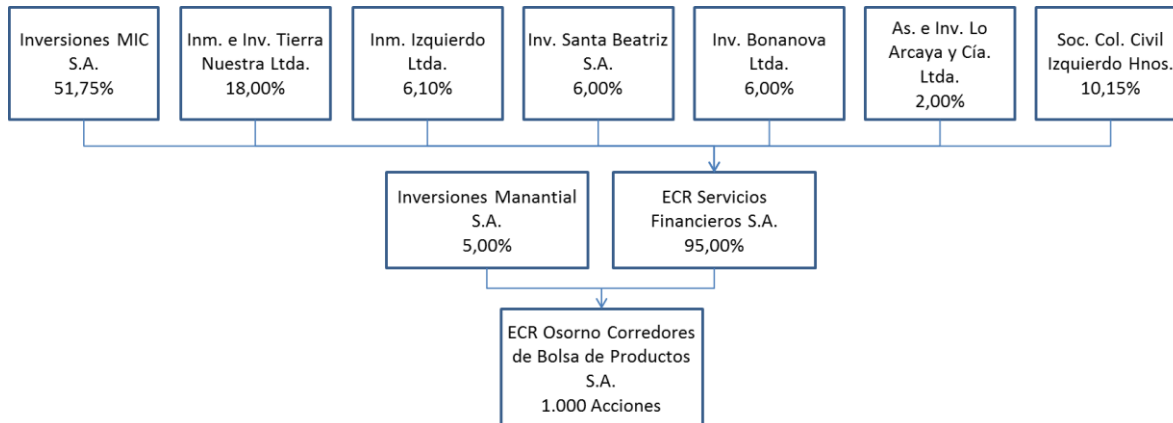 Inversiones MIC
S.A.
51,75%
Inm. e Inv. Tierra
Nuestra Ltda.
18,00%
Inm. Izquierdo
Ltda.
6,10%
Inv. Santa Beatriz
S.A.
6,00%
Inv. Bonanova
Ltda.
6,00%
As. e Inv. Lo
Arcaya y Cía.
Ltda.
2,00%
Soc. Col. Civil
Izquierdo Hnos.
10,15%
Inversiones Manantial
S.A.
5,00%
ECR Servicios
Financieros S.A.
95,00%
ECR Osorno Corredores
de Bolsa de Productos
S.A.
1.000 Acciones